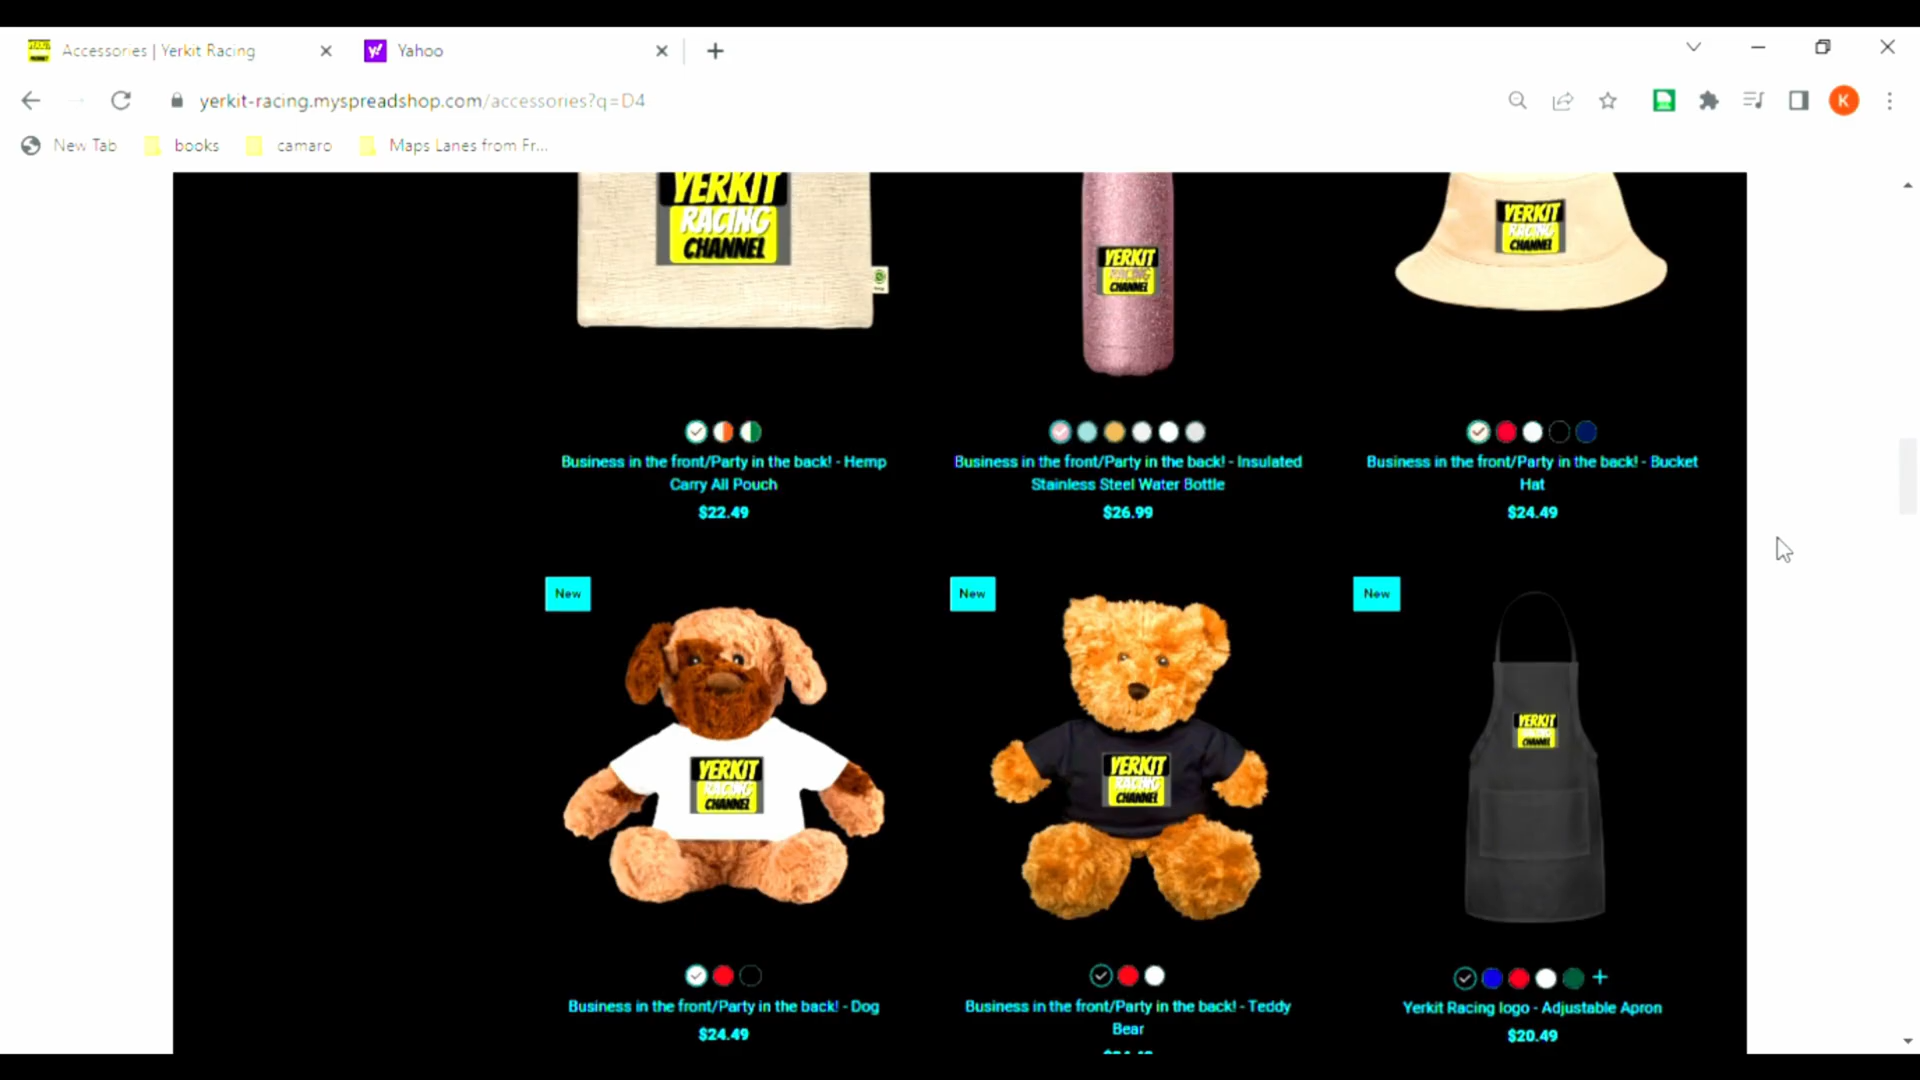 Accessories | Yerkit Racing
Yahoo
yerkit-racing.myspreadshop.com/accessories?q=D4
K
New Tab
books
camaro
Maps Lanes from Fr...
YERKIT
RACING
CHANNEL
YERKIT
RACING
CHANNEL
YERKIT
RACING
CHANNEL
Business in the front/Party in the back! - Hemp
Carry All Pouch
$22.49
Business in the front/Party in the back! - Insulated
Stainless Steel Water Bottle
$26.99
Business in the front/Party in the back! - Bucket
Hat
$24.49
New
New
New
YERKIT
RACING
CHANNEL
YERKIT
RACING
CHANNEL
YERKIT
RACING
CHANNEL
Business in the front/Party in the back! - Dog
$24.49
Business in the front/Party in the back! - Teddy
Bear
Yerkit Racing logo - Adjustable Apron
$20.49